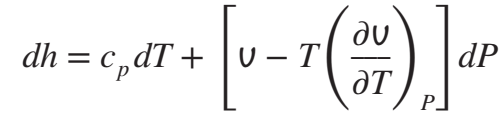 dh = c_p dT + [υ − T(∂υ/∂T)_P] dP